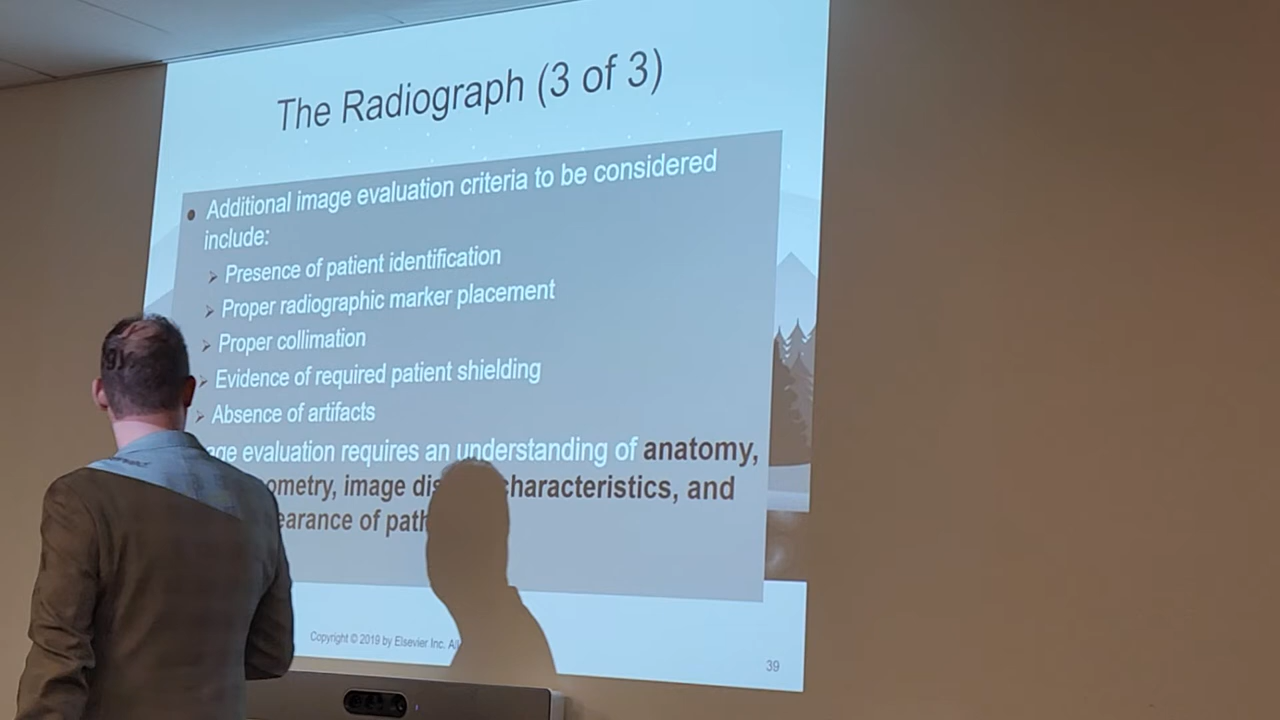 The Radiograph (3 of 3)
Additional image evaluation criteria to be considered
include:
Presence of patient identification
Proper radiographic marker placement
Proper collimation
Evidence of required patient shielding
Absence of artifacts
evaluation requires an understanding of anatomy,
image characteristics, and
of
Copyright © 2019 by Elsevier Inc.
39